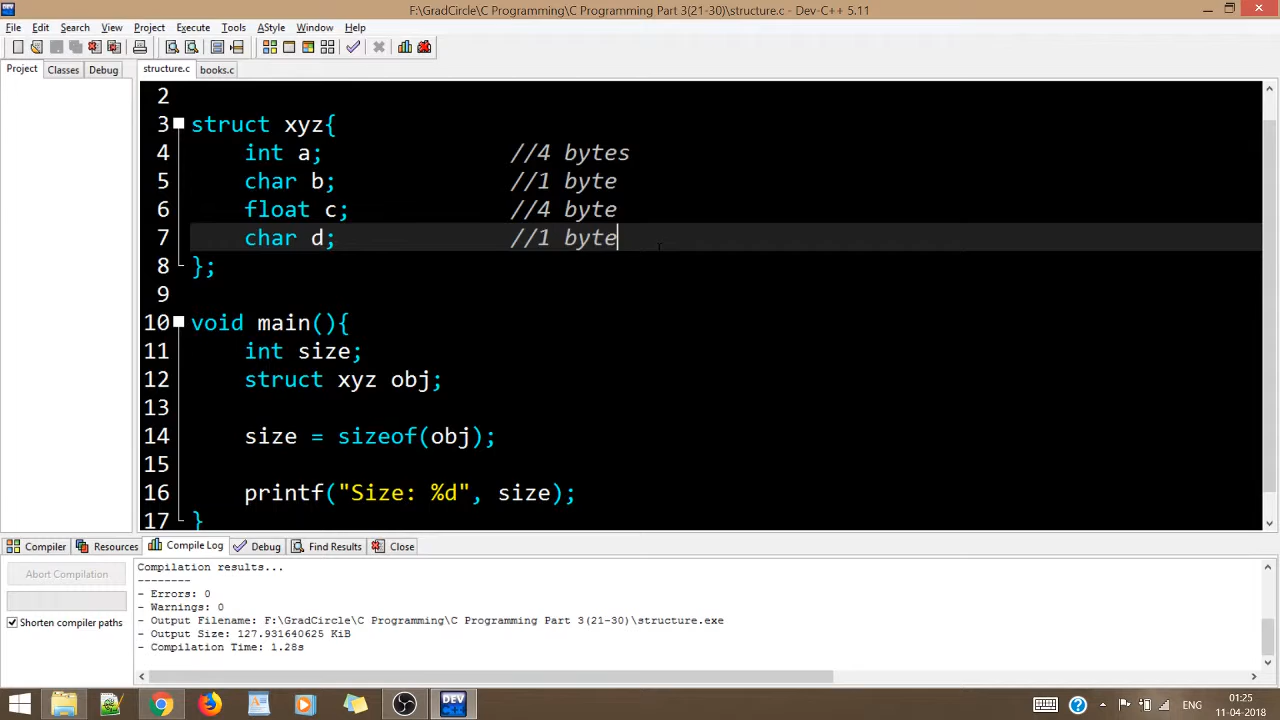 F:\GradCircle\C Programming\C Programming Part 3(21-30)\structure.c - Dev-C++ 5.11
File Edit Search View Project Execute Tools AStyle Window Help
Project Classes Debug
structure.c books.c
2
3 struct xyz{
4 int a; //4 bytes
5 char b; //1 byte
6 float c; //4 byte
7 char d; //1 byte
8 };
9
10 void main(){
11 int size;
12 struct xyz obj;
13
14 size = sizeof(obj);
15
16 printf("Size: %d", size);
17 }
Compiler Resources Compile Log Debug Find Results Close
Abort Compilation
Shorten compiler paths
Compilation results...
--------
- Errors: 0
- Warnings: 0
- Output Filename: F:\GradCircle\C Programming\C Programming Part 3(21-30)\structure.exe
- Output Size: 127.931640625 KiB
- Compilation Time: 1.28s
DEV
ENG
01:25
11-04-2018